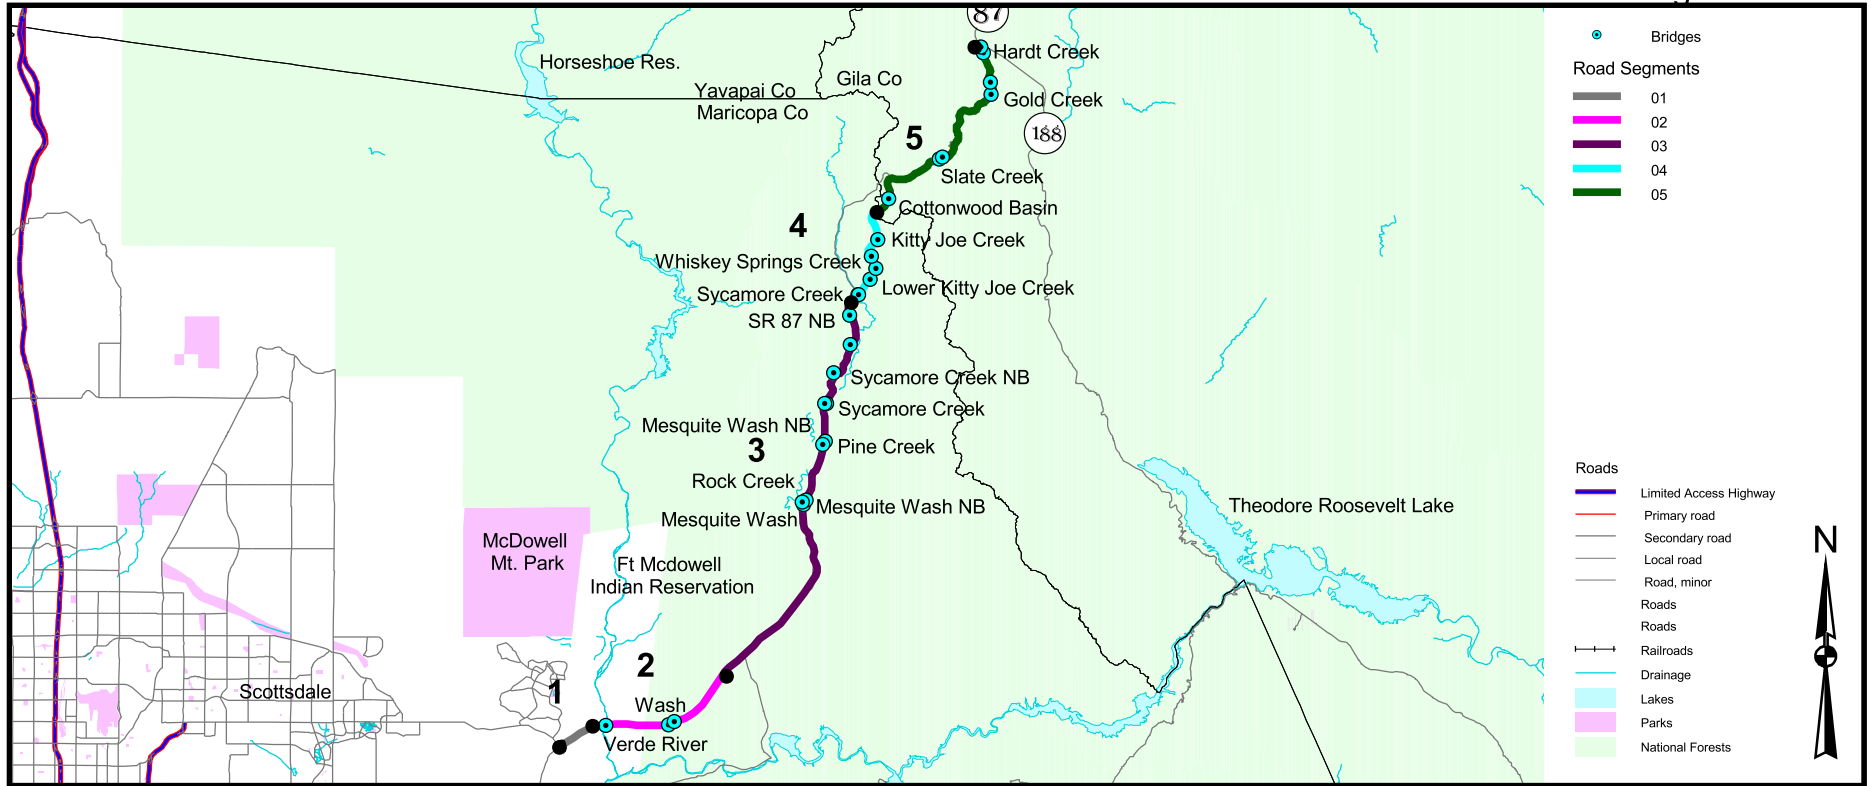 87
Hardt Creek
Horseshoe Res.
Gila Co
Yavapai Co
Maricopa Co
Gold Creek
188
5
Slate Creek
Cottonwood Basin
4
Kitty Joe Creek
Whiskey Springs Creek
Lower Kitty Joe Creek
Sycamore Creek
SR 87 NB
Sycamore Creek NB
Sycamore Creek
Mesquite Wash NB
3
Pine Creek
Rock Creek
Mesquite Wash NB
Mesquite Wash
Theodore Roosevelt Lake
McDowell
Mt. Park
Ft Mcdowell
Indian Reservation
2
1
Scottsdale
Wash
Verde River
Bridges
Road Segments
01
02
03
04
05
Roads
Limited Access Highway
Primary road
Secondary road
Local road
Road, minor
Roads
Roads
Railroads
Drainage
Lakes
Parks
National Forests
N